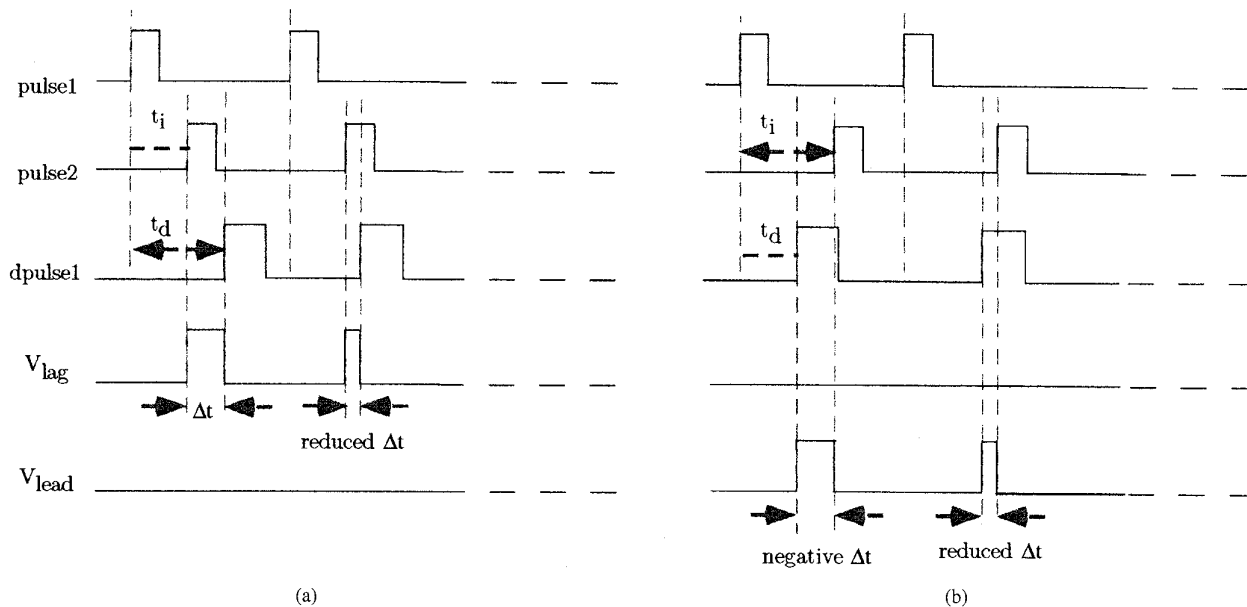 pulse1
t_i
pulse2
t_d
dpulse1
V_lag
Δt
reduced Δt
V_lead
(a)
t_i
t_d
negative Δt
reduced Δt
(b)